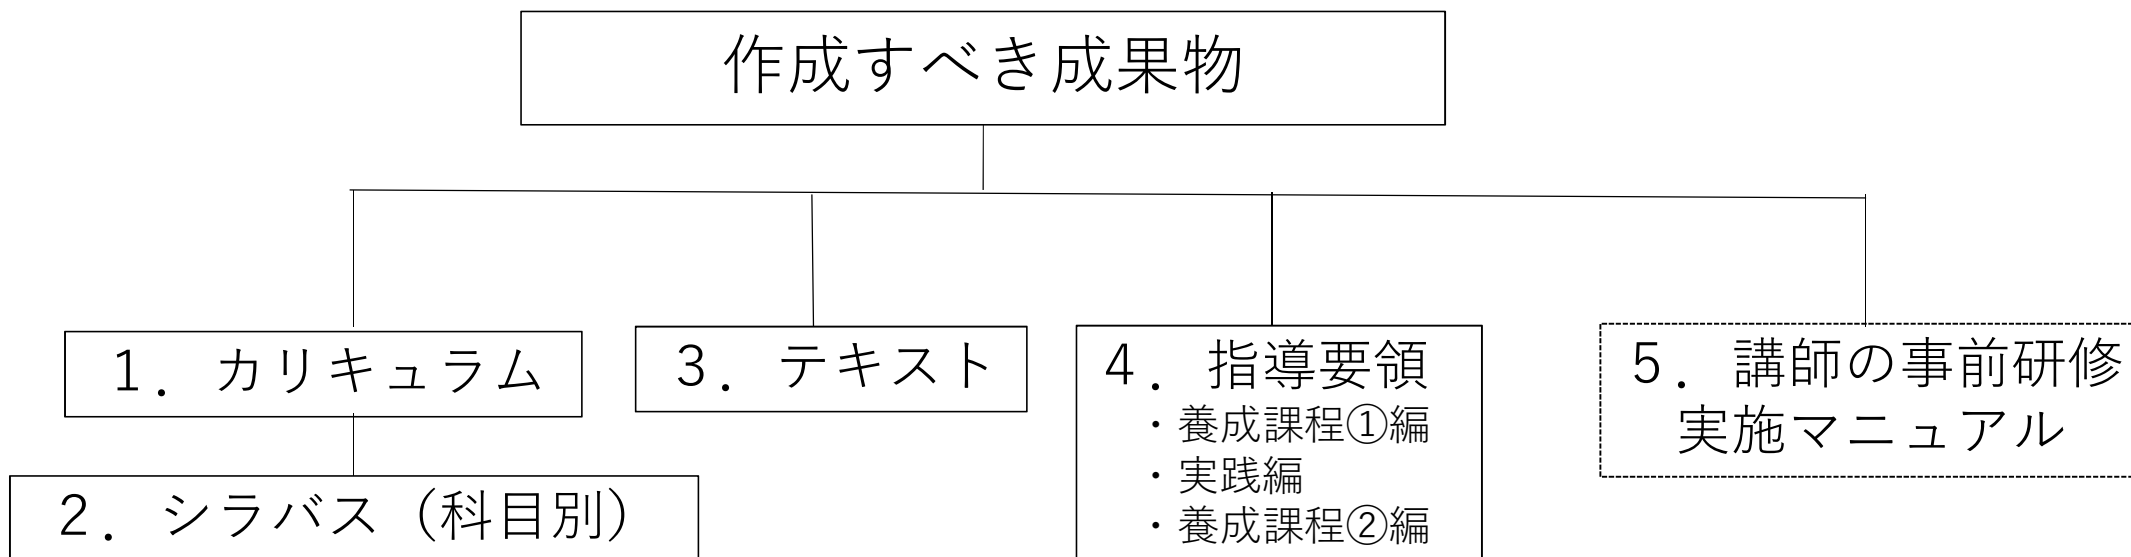 作成すべき成果物
１．カリキュラム
２．シラバス（科目別）
３．テキスト
４．指導要領
・養成課程①編
・実践編
・養成課程②編
５．講師の事前研修
実施マニュアル